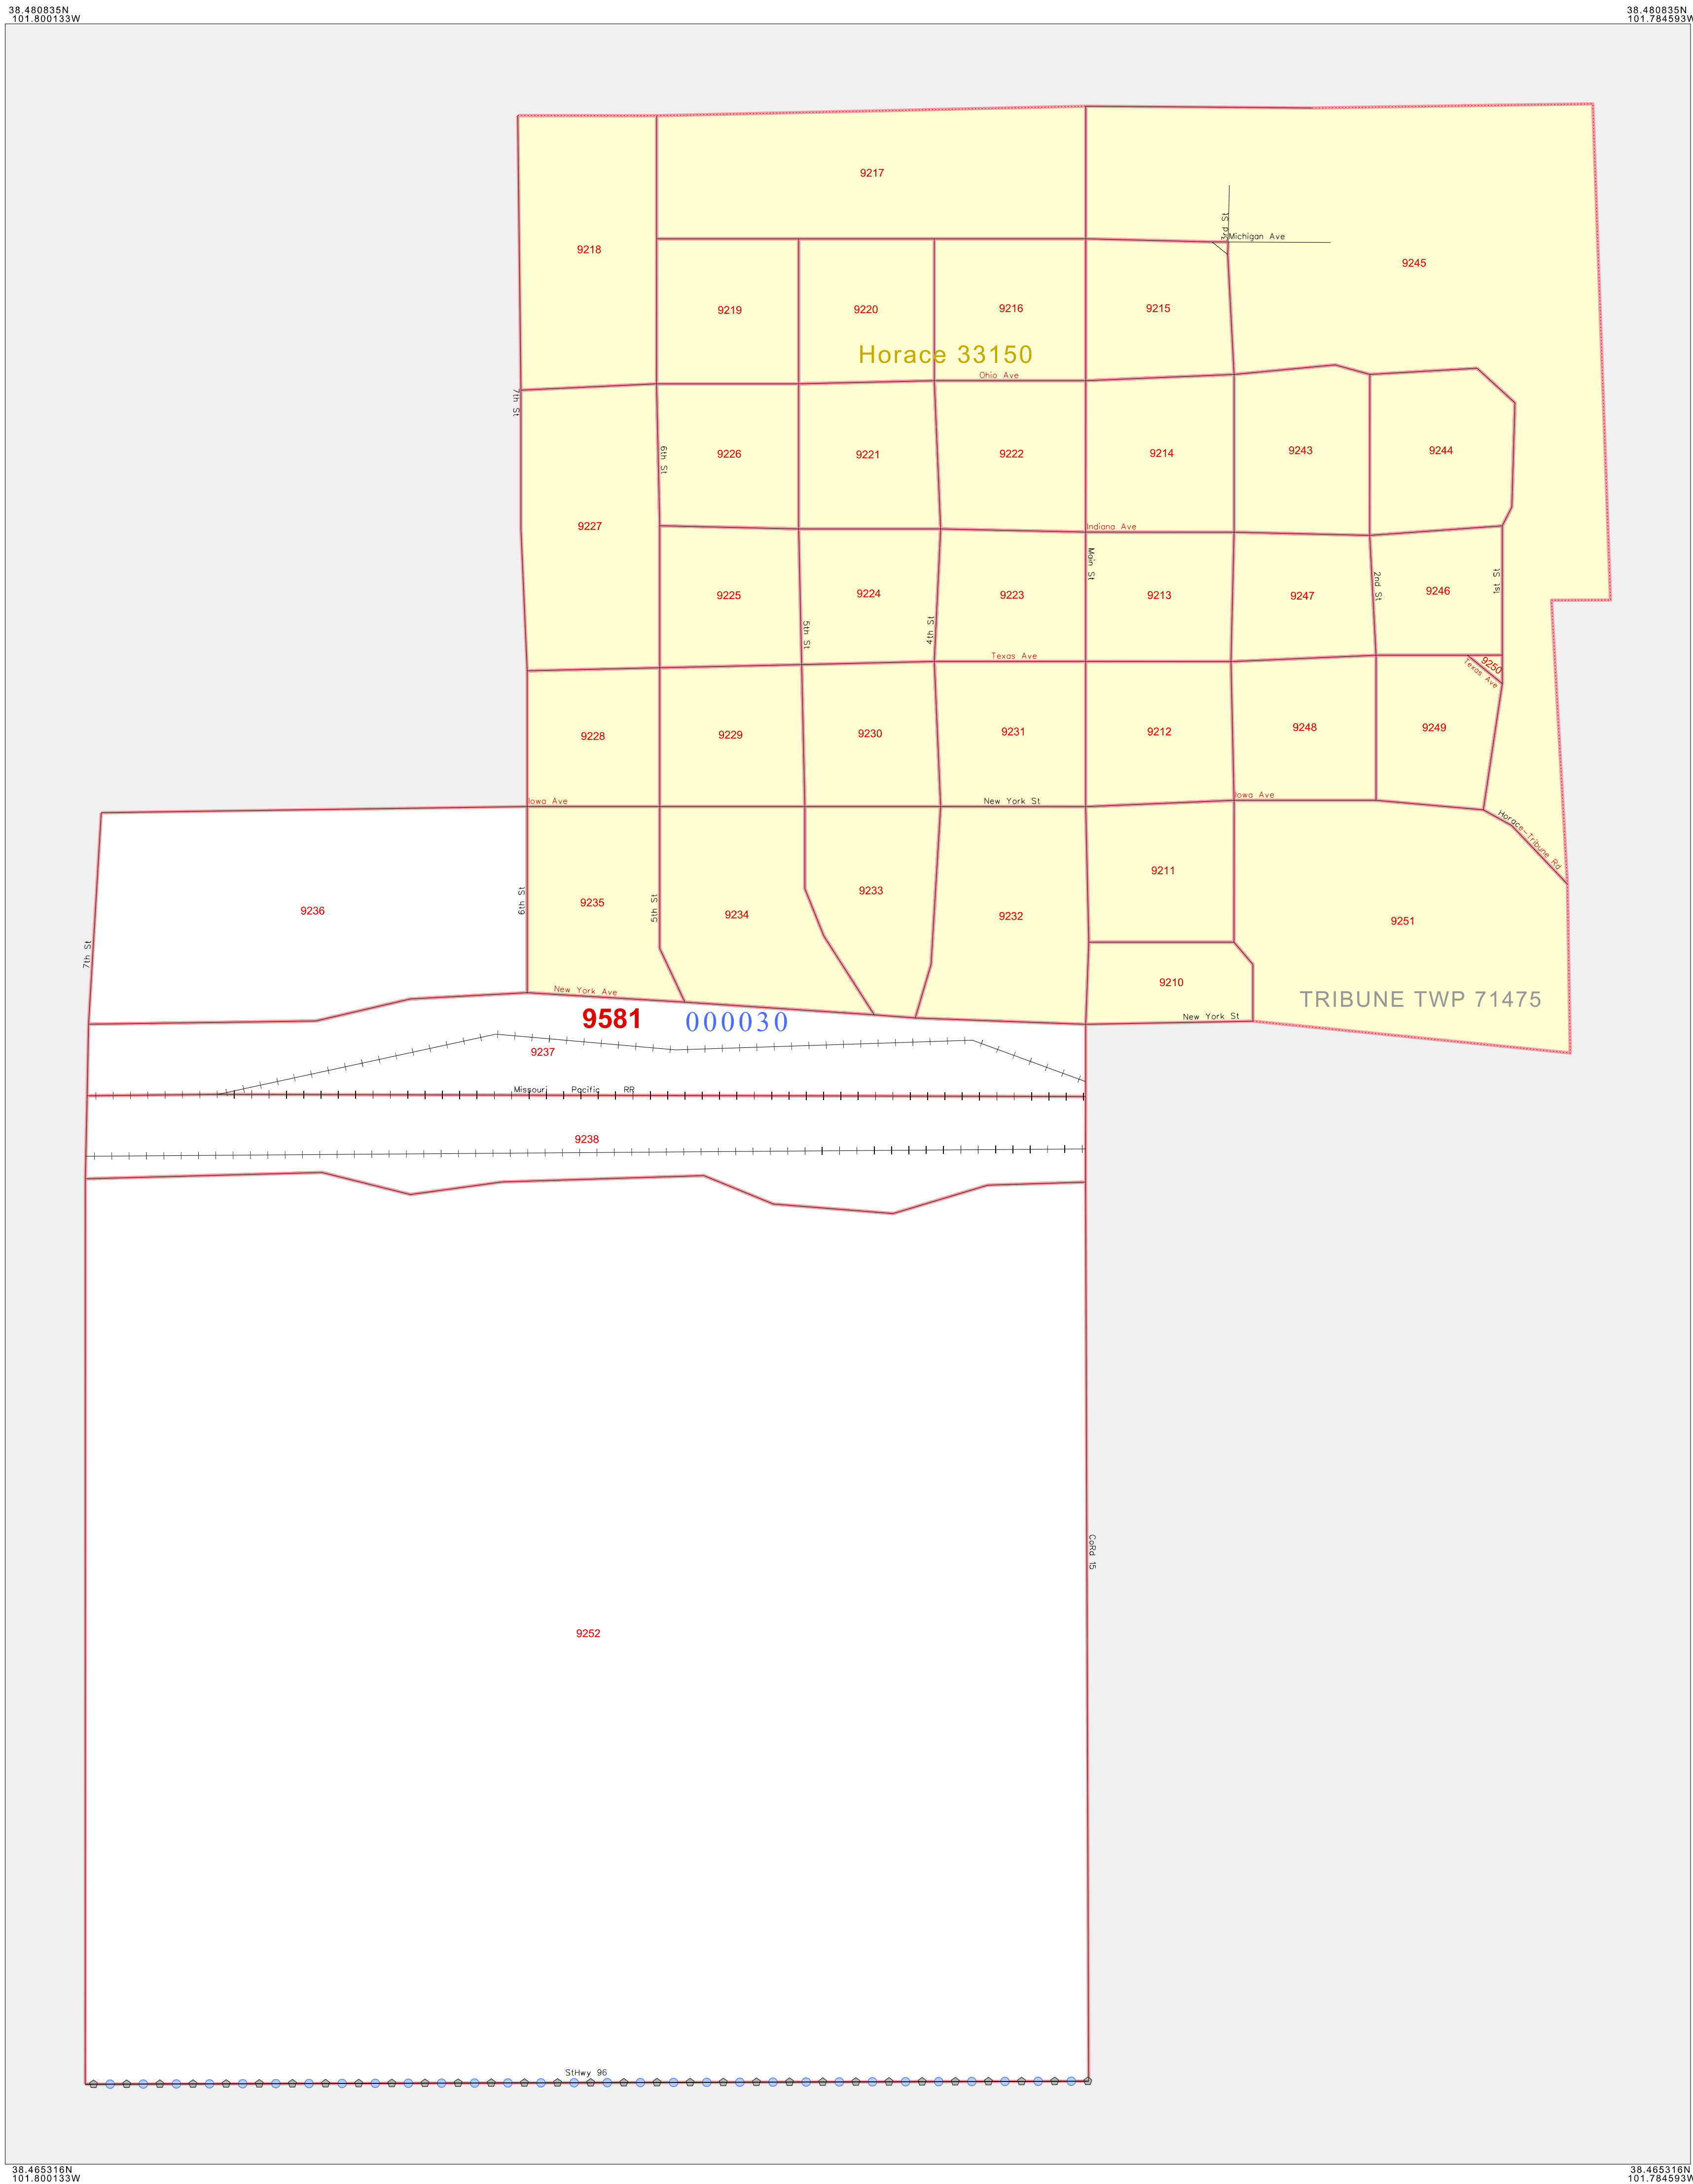 38.480835N
101.800133W
38.480835N
101.784593W
9217
3rd St
Michigan Ave
9218
9245
9219
9220
9216
9215
Horace 33150
Ohio Ave
7th St
6th St
9226
9221
9222
9214
9243
9244
9227
Indiana Ave
Main St
2nd St
1st St
9225
9224
9223
9213
9247
9246
5th St
4th St
Texas Ave
9250
Texas Ave
9228
9229
9230
9231
9212
9248
9249
Iowa Ave
New York St
Iowa Ave
Horace-Tribune Rd
9211
9236
6th St
9235
5th St
9234
9233
9232
9251
7th St
9210
New York Ave
TRIBUNE TWP 71475
9581
000030
New York St
9237
Missouri Pacific RR
9238
CoRd 15
9252
StHwy 96
38.465316N
101.800133W
38.465316N
101.784593W